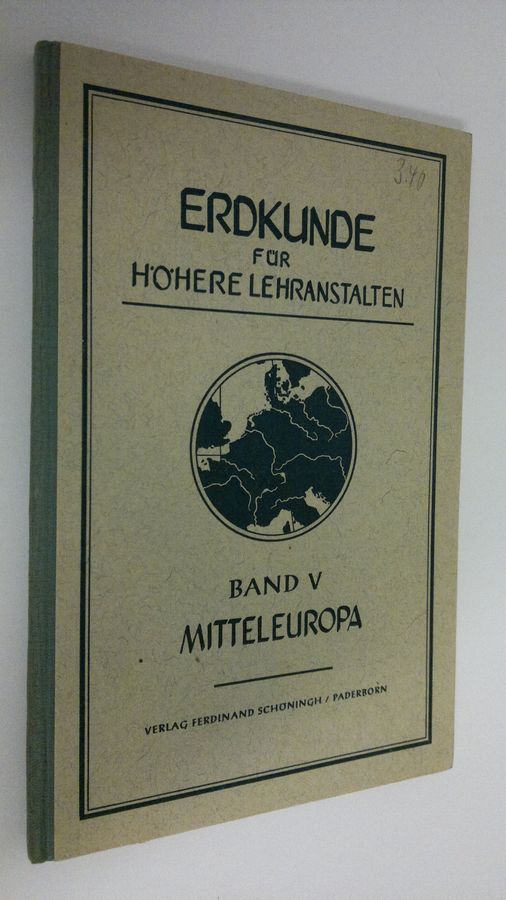 3.40
ERDKUNDE
FÜR
HÖHERE LEHRANSTALTEN
BAND V
MITTELEUROPA
VERLAG FERDINAND SCHÖNINGH / PADERBORN